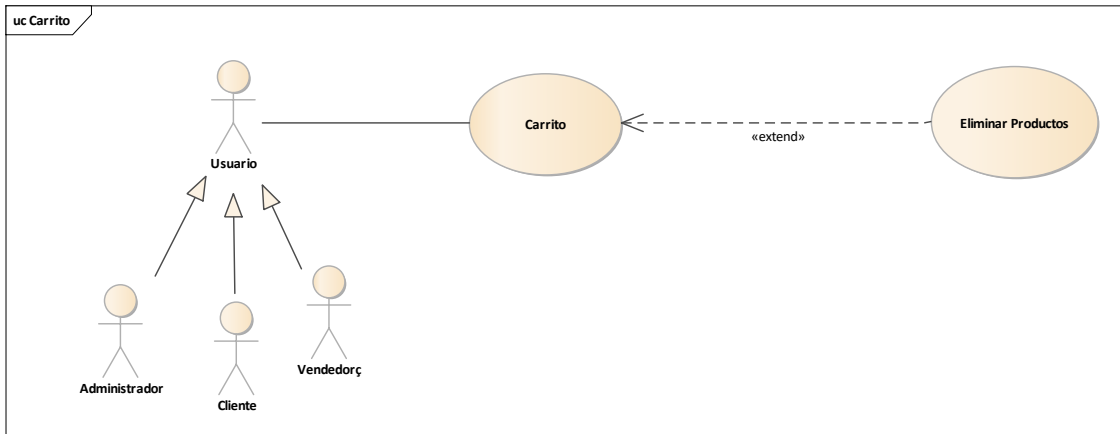 uc Carrito
Usuario
Carrito
«extend»
Eliminar Productos
Administrador
Cliente
Vendedorç